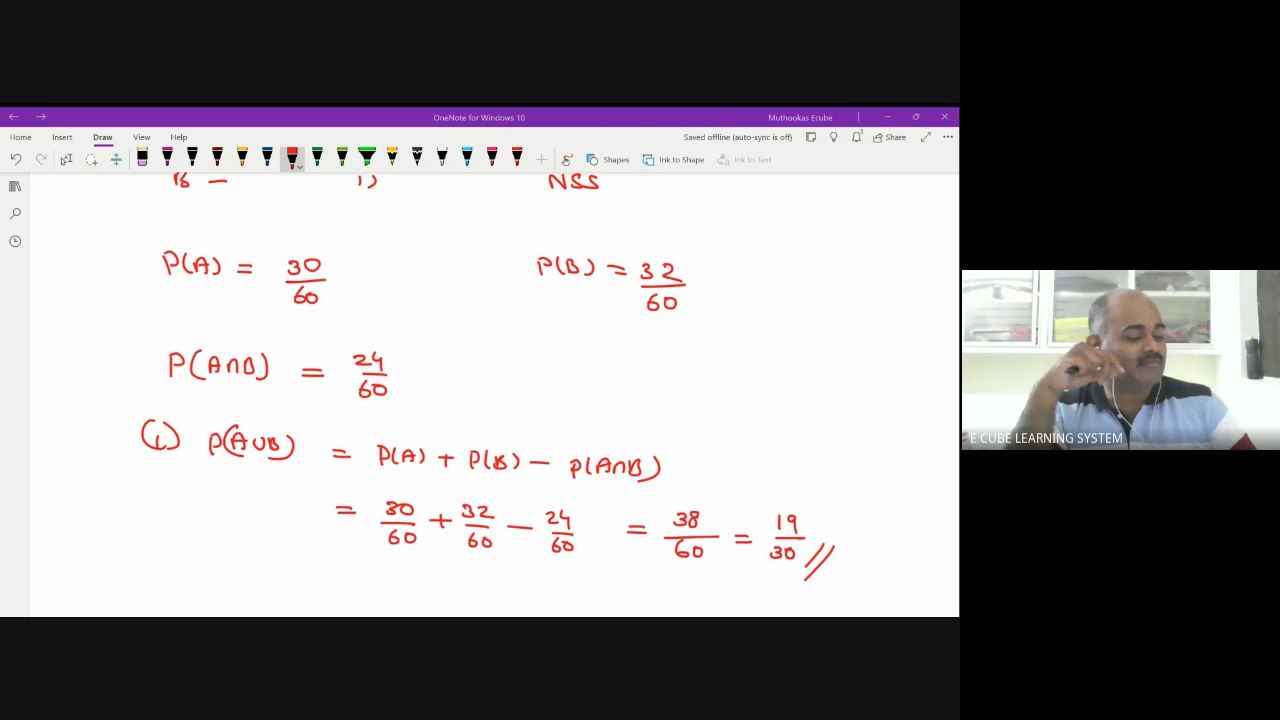 OneNote for Windows 10
Muthookas Ecube
Home Insert Draw View Help
Saved offline (auto-sync is off)
Share
Shapes
Ink to Shape
Ink to Text
B – NSS
P(A) = 30/60
P(B) = 32/60
P(A∩B) = 24/60
(i) P(A∪B) = P(A) + P(B) – P(A∩B)
= 30/60 + 32/60 – 24/60 = 38/60 = 19/30 //
E CUBE LEARNING SYSTEM